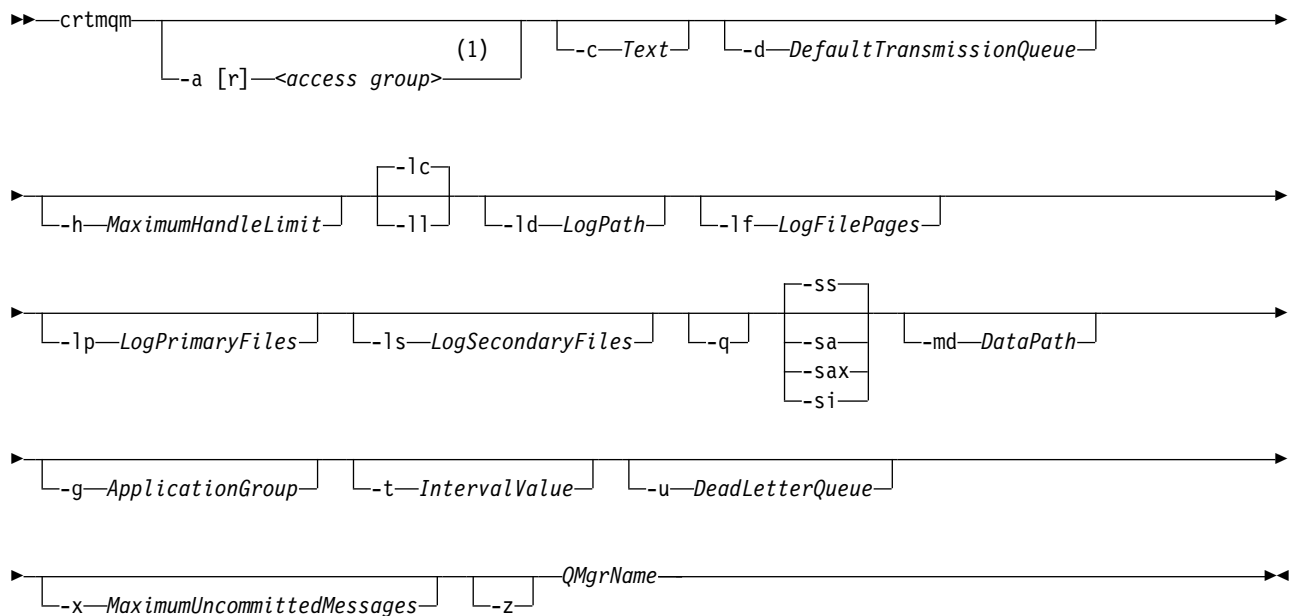 crtmqm -a [r] <access group> (1) -c Text -d DefaultTransmissionQueue
-h MaximumHandleLimit -lc -ll -ld LogPath -lf LogFilePages
-lp LogPrimaryFiles -ls LogSecondaryFiles -q -ss -sa -sax -si -md DataPath
-g ApplicationGroup -t IntervalValue -u DeadLetterQueue
-x MaximumUncommittedMessages -z QMgrName